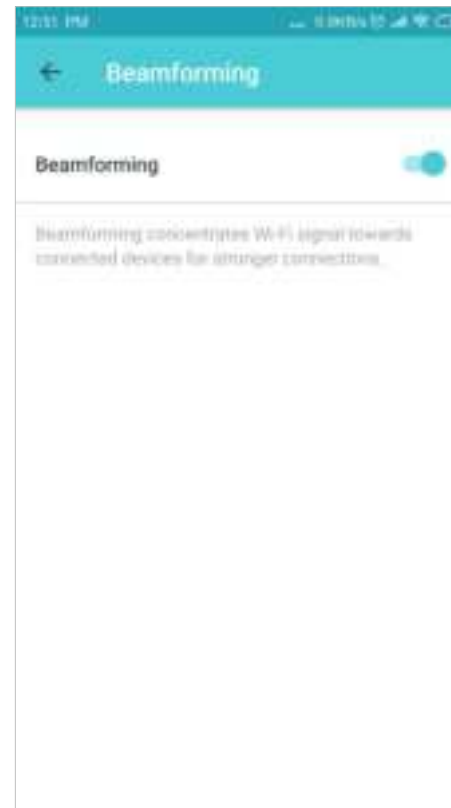 12:51 PM
Beamforming
Beamforming
Beamforming concentrates Wi-Fi signal towards
connected devices for stronger connections.